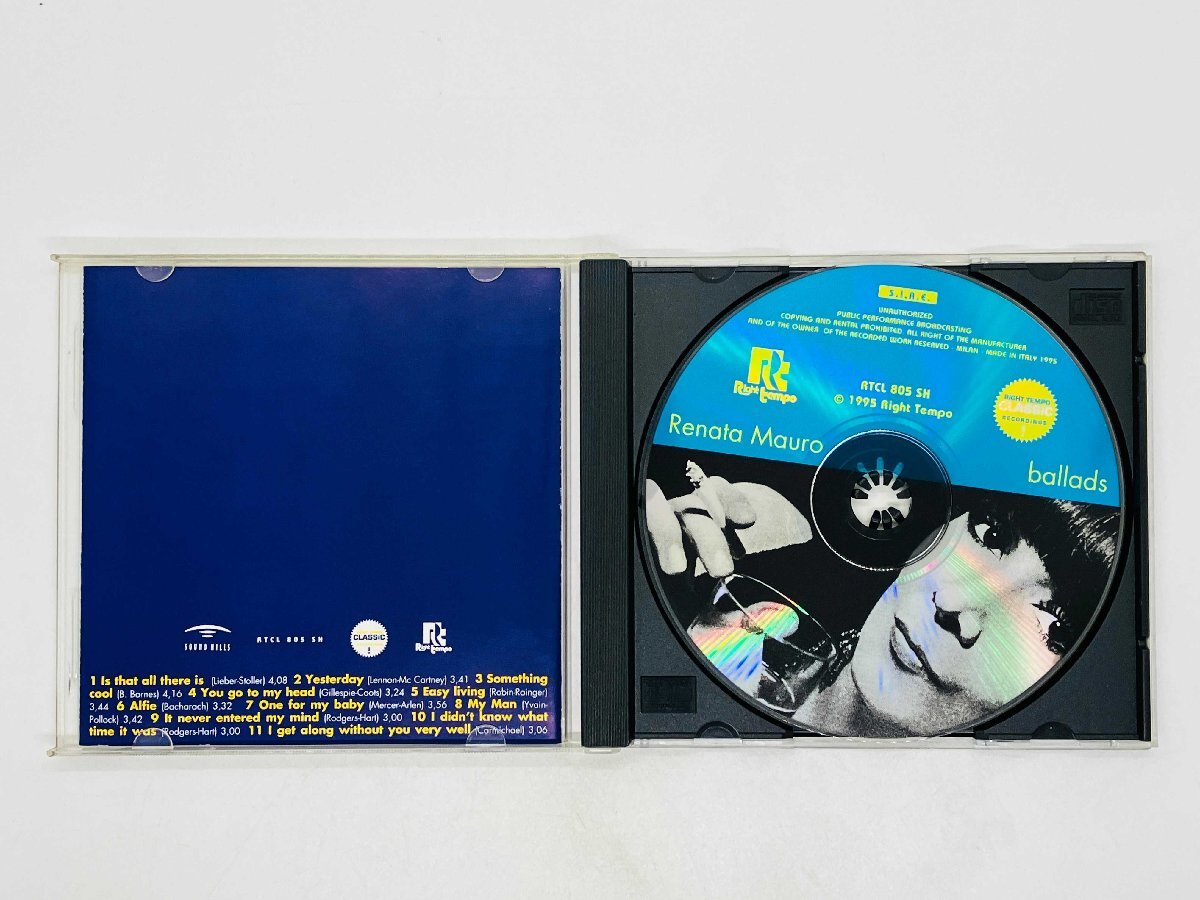 SOUND HILLS
RTCL 805 SH
CLASSIC
!
Right tempo
1 Is that all there is (Lieber-Stoller) 4,08 2 Yesterday (Lennon-Mc Cartney) 3,41 3 Something
cool (B. Barnes) 4,16 4 You go to my head (Gillespie-Coots) 3,24 5 Easy living (Robin-Rainger)
3,44 6 Alfie (Bacharach) 3,32 7 One for my baby (Mercer-Arlen) 3,56 8 My Man (Yvain-
Pollock) 3,42 9 It never entered my mind (Rodgers-Hart) 3,00 10 I didn't know what
time it was (Rodgers-Hart) 3,00 11 I get along without you very well (Carmichael) 3,06
S.I.A.E.
UNAUTHORIZED
PUBLIC PERFORMANCE BROADCASTING
COPYING AND RENTAL PROHIBITED. ALL RIGHT OF THE MANUFACTURER
AND OF THE OWNER OF THE RECORDED WORK RESERVED - MILAN - MADE IN ITALY 1995
Right tempo
RTCL 805 SH
© 1995 Right Tempo
RIGHT TEMPO
CLASSIC
RECORDINGS
!
Renata Mauro
ballads